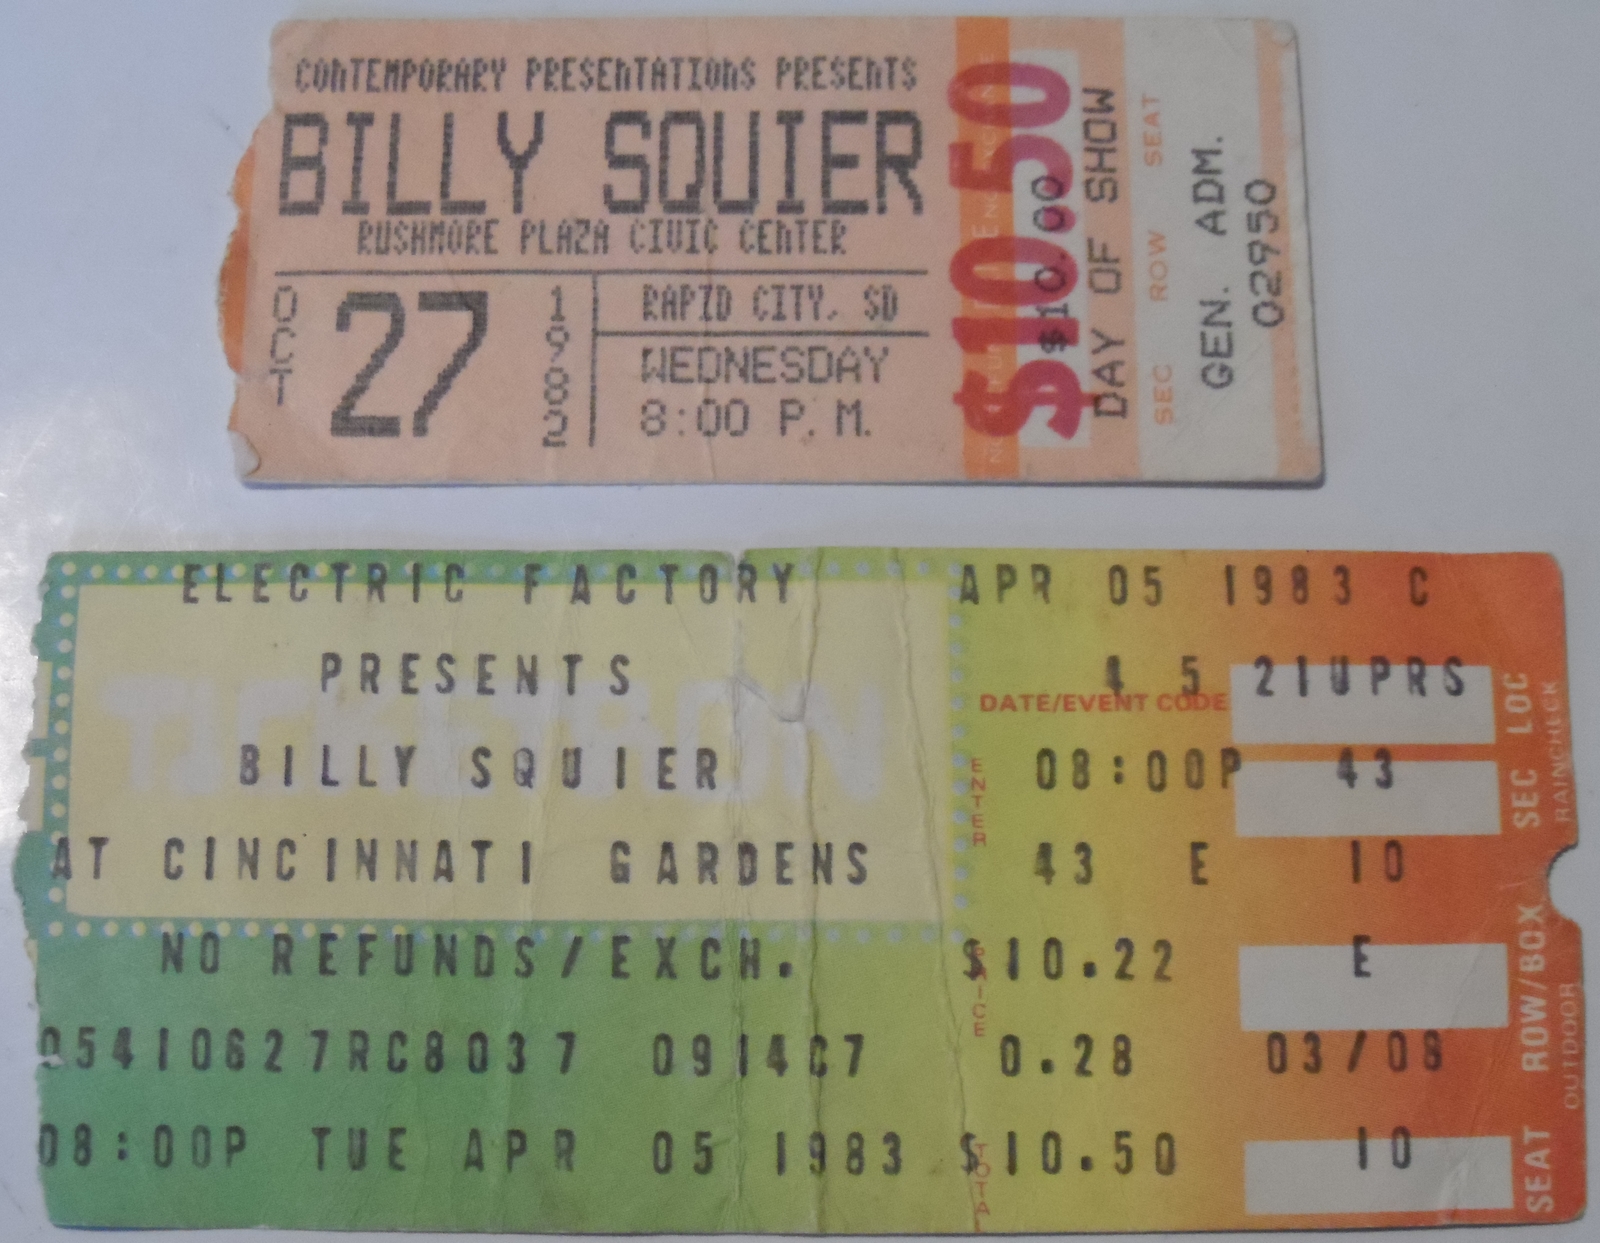 CONTEMPORARY PRESENTATIONS PRESENTS
BILLY SQUIER
RUSHMORE PLAZA CIVIC CENTER
OCT 27 1982
RAPID CITY, SD
WEDNESDAY
8:00 P.M.
$10.50
$10.00
DAY OF SHOW
SEC ROW SEAT
GEN. ADM.
02950
ELECTRIC FACTORY
PRESENTS
TICKETRON
BILLY SQUIER
AT CINCINNATI GARDENS
NO REFUNDS/EXCH.
05410627RC8037 0914C7
08:00P TUE APR 05 1983
APR 05 1983 C
4 5 21UPRS
DATE/EVENT CODE
ENTER
08:00P 43
43 E 10
PRICE
$10.22 E
0.28 03/08
TOTAL
$10.50 10
SEC LOC
ROW/BOX
SEAT
RAINCHECK
OUTDOOR